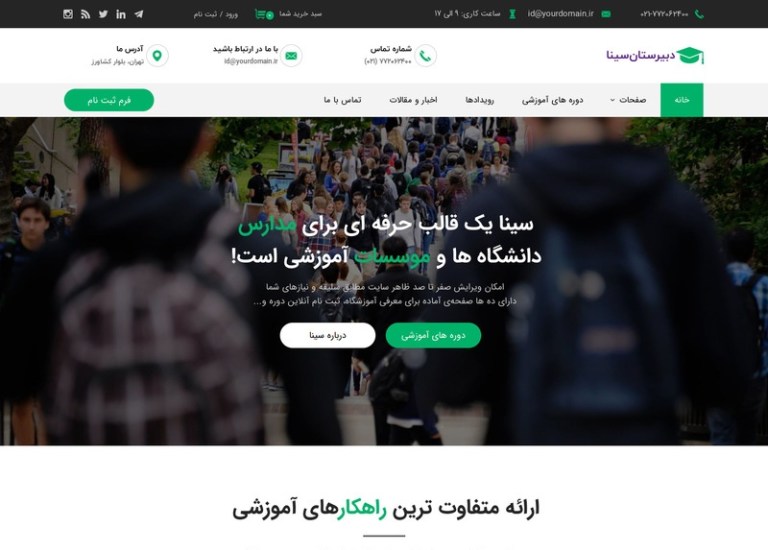 ۰۲۱-۷۷۲۰۶۲۴۰۰
id@yourdomain.ir
ساعت کاری: ۹ الی ۱۷
سبد خرید شما
۰
ورود / ثبت نام
دبیرستان‌سینا
شماره تماس
(۰۲۱) ۷۷۲۰۶۲۴۰۰
با ما در ارتباط باشید
id@yourdomain.ir
آدرس ما
تهران، بلوار کشاورز
خانه
صفحات
دوره های آموزشی
رویدادها
اخبار و مقالات
تماس با ما
فرم ثبت نام
سینا یک قالب حرفه ای برای مدارس
دانشگاه ها و موسسات آموزشی است!
امکان ویرایش صفر تا صد ظاهر سایت مطابق سلیقه و نیازهای شما
دارای ده ها صفحه‌ی آماده برای معرفی آموزشگاه، ثبت نام آنلاین دوره و...
دوره های آموزشی
درباره سینا
ارائه متفاوت ترین راهکارهای آموزشی